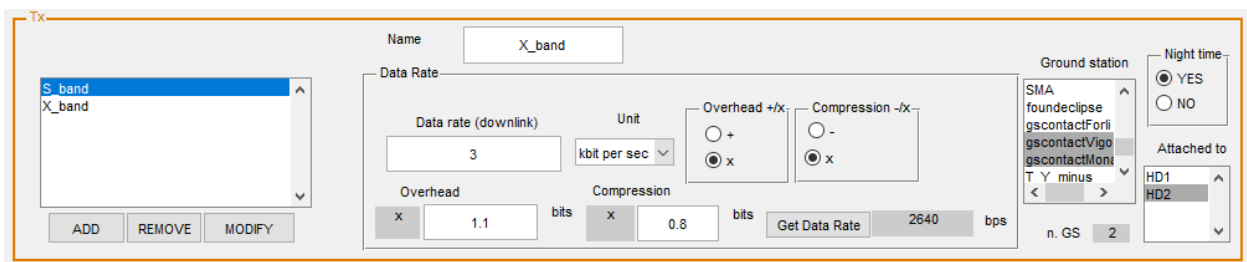 Tx
S_band
X_band
ADD REMOVE MODIFY
Name X_band
Data Rate
Data rate (downlink)
3
Unit
kbit per sec
Overhead +/x
+
x
Compression -/x
-
x
Overhead
x 1.1 bits
Compression
x 0.8 bits
Get Data Rate 2640 bps
Ground station
SMA
foundeclipse
gscontactForli
gscontactVigo
gscontactMona
T_Y_minus
n. GS 2
Night time
YES
NO
Attached to
HD1
HD2